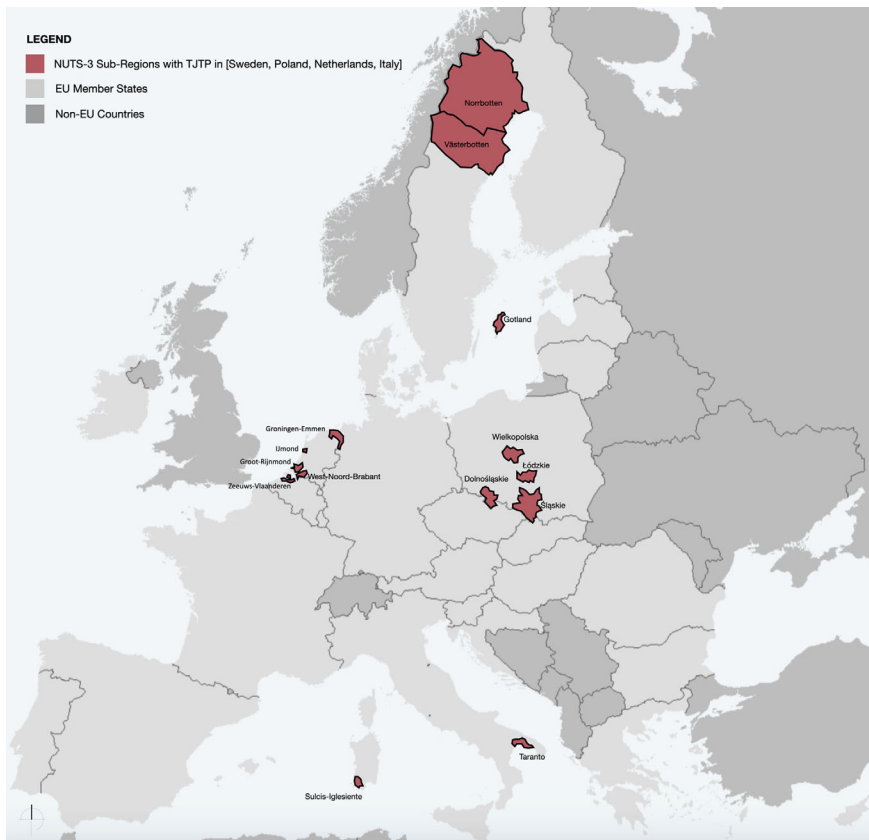 LEGEND
NUTS-3 Sub-Regions with TJTP in [Sweden, Poland, Netherlands, Italy]
EU Member States
Non-EU Countries
Norrbotten
Västerbotten
Gotland
Groningen-Emmen
IJmond
Groot-Rijnmond
West-Noord-Brabant
Zeeuws-Vlaanderen
Wielkopolska
Łódzkie
Dolnośląskie
Śląskie
Taranto
Sulcis-Iglesiente